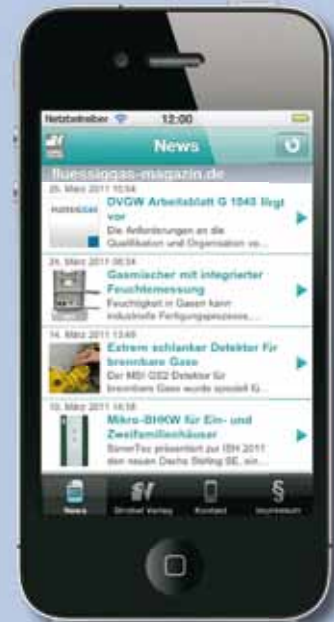 Netzbetreiber 12:00
News
fluessiggas-magazin.de
25. März 2011
DVGW Arbeitsblatt G 1040 liegt
vor
Die Anforderungen an die
Qualifikation und Organisation vo...
24. März 2011 08:34
Gasmischer mit integrierter
Feuchtemessung
Feuchtigkeit in Gasen kann
industrielle Fertigungsprozesse...
14. März 2011 13:49
Extrem schlanker Detektor für
brennbare Gase
Der MSI GS2 Detektor für
brennbare Gase wurde speziell fü...
10. März 2011 14:58
Mikro-BHKW für Ein- und
Zweifamilienhäuser
SenerTec präsentiert zur ISH 2011
den neuen Dachs Stirling SE, ein...
News Strobel Verlag Kontakt Impressum